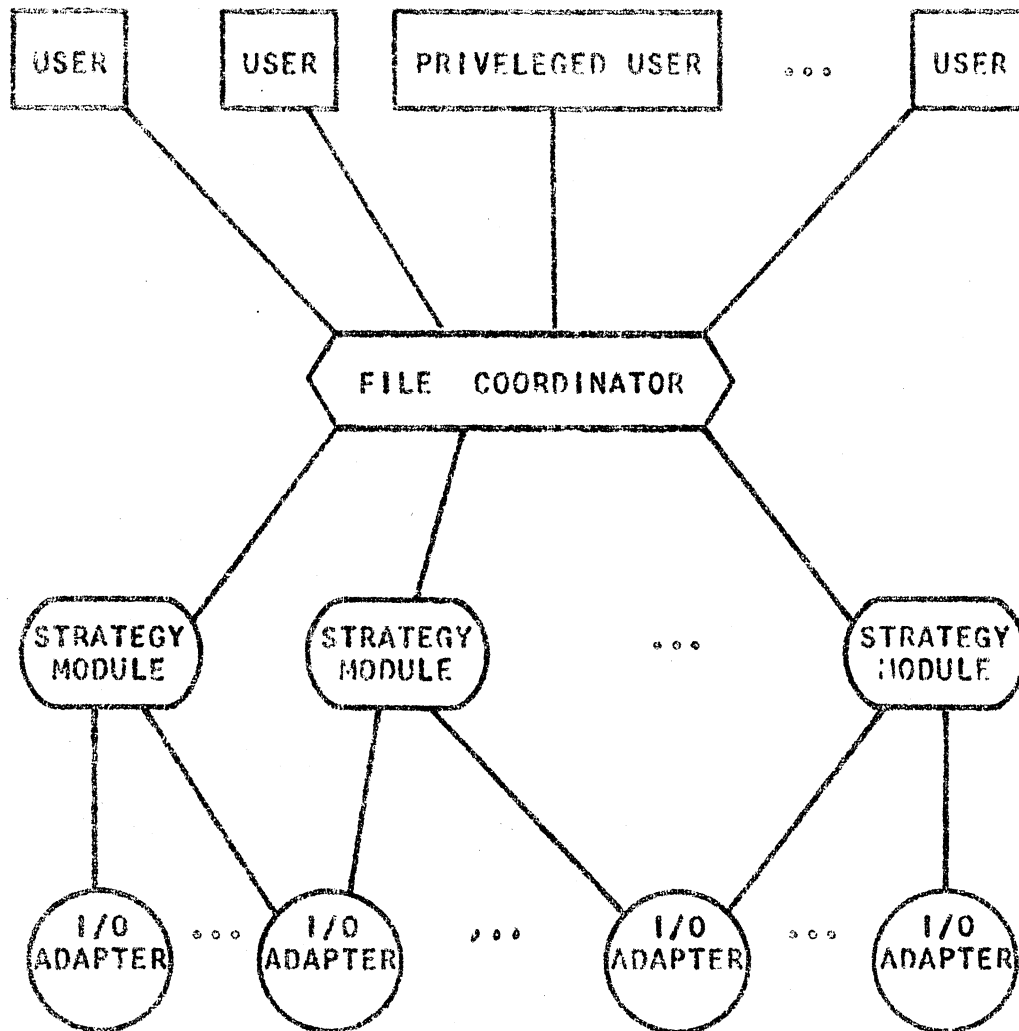 USER USER PRIVELEGED USER ... USER
FILE COORDINATOR
STRATEGY STRATEGY ... STRATEGY
MODULE MODULE MODULE
I/O ... I/O ... I/O ... I/O
ADAPTER ADAPTER ADAPTER ADAPTER